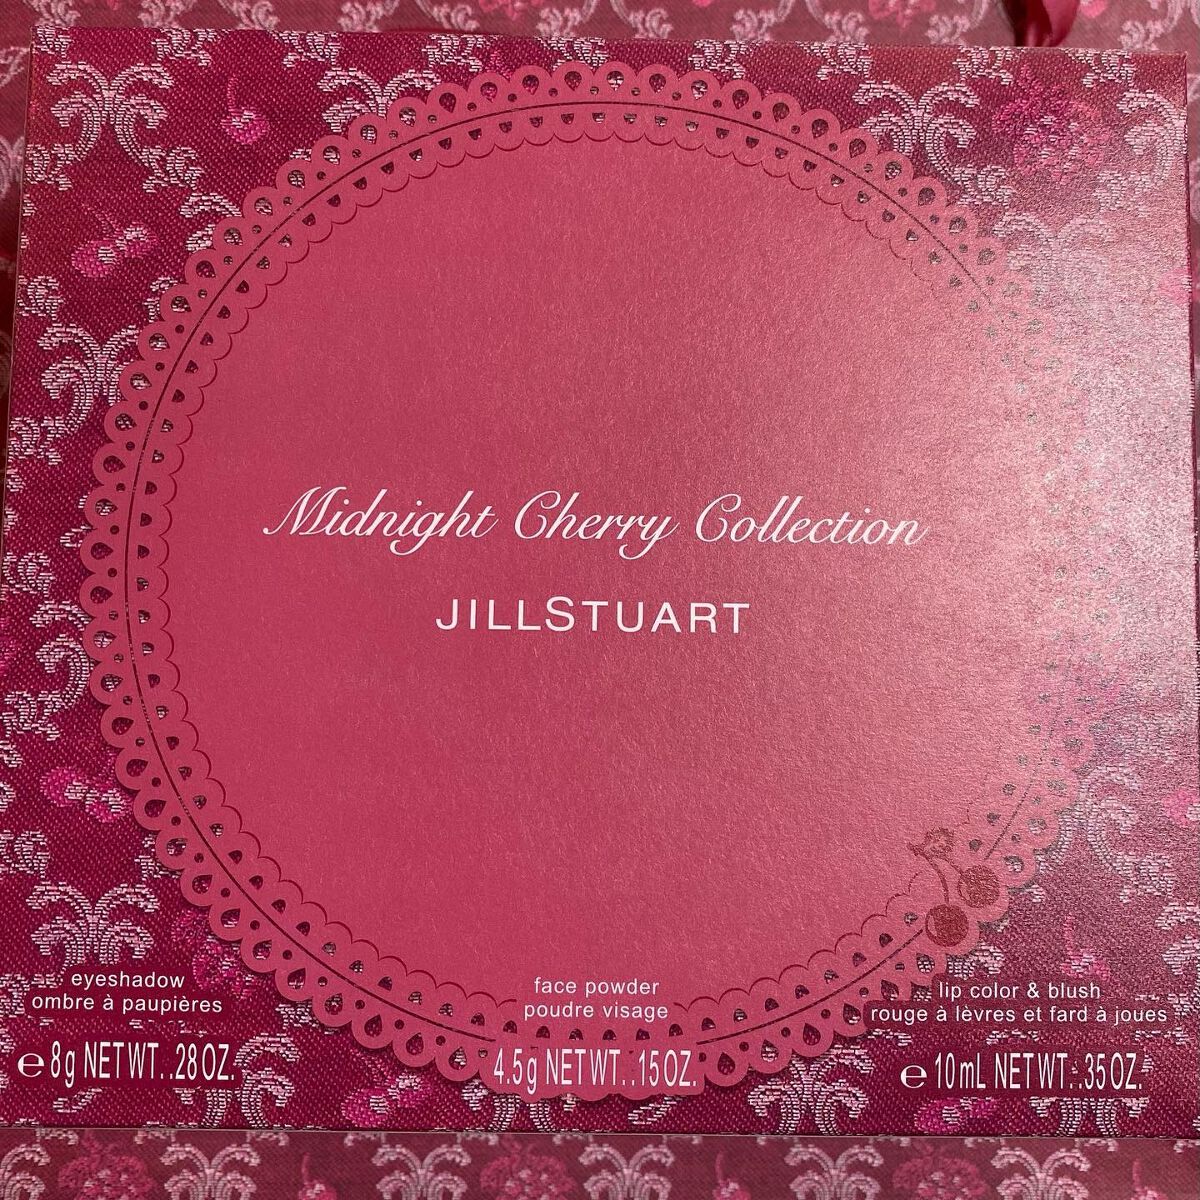 Midnight Cherry Collection
JILLSTUART
eyeshadow
ombre à paupières
℮ 8g NET WT. .28 OZ.
face powder
poudre visage
4.5g NET WT. .15 OZ.
lip color & blush
rouge à lèvres et fard à joues
℮ 10mL NET WT. .35 OZ.